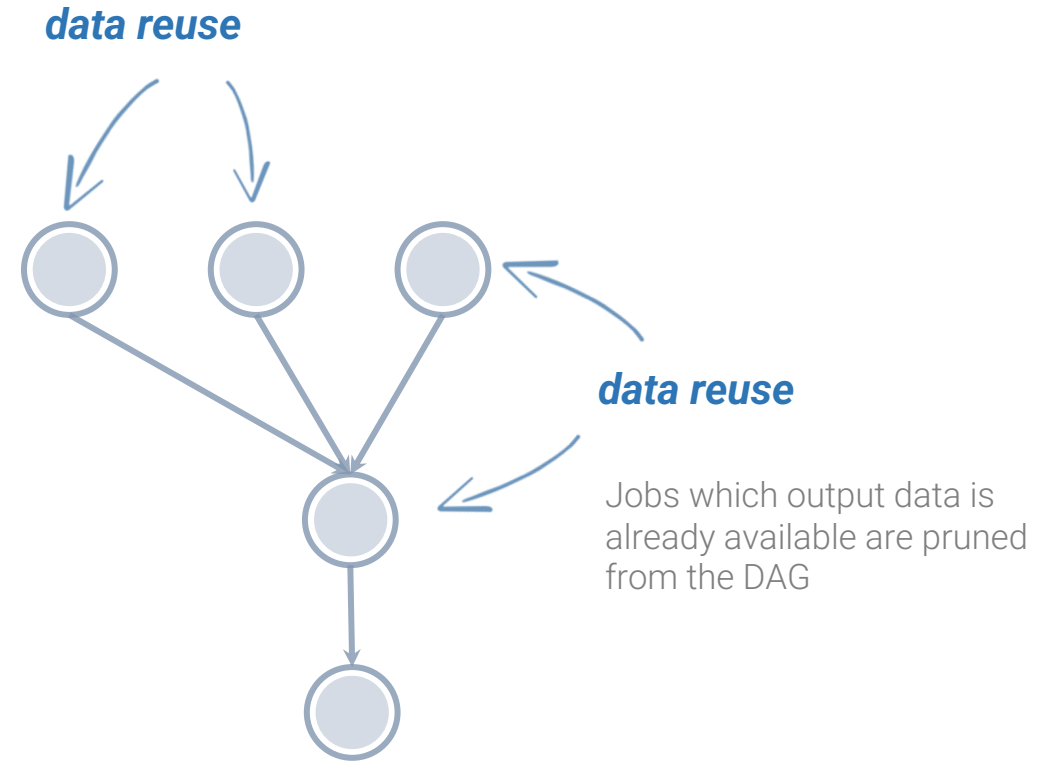 data reuse
data reuse
Jobs which output data is
already available are pruned
from the DAG